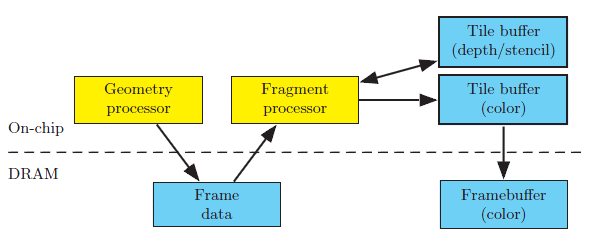 Tile buffer
(depth/stencil)
Geometry
processor
Fragment
processor
Tile buffer
(color)
On-chip
DRAM
Frame
data
Framebuffer
(color)